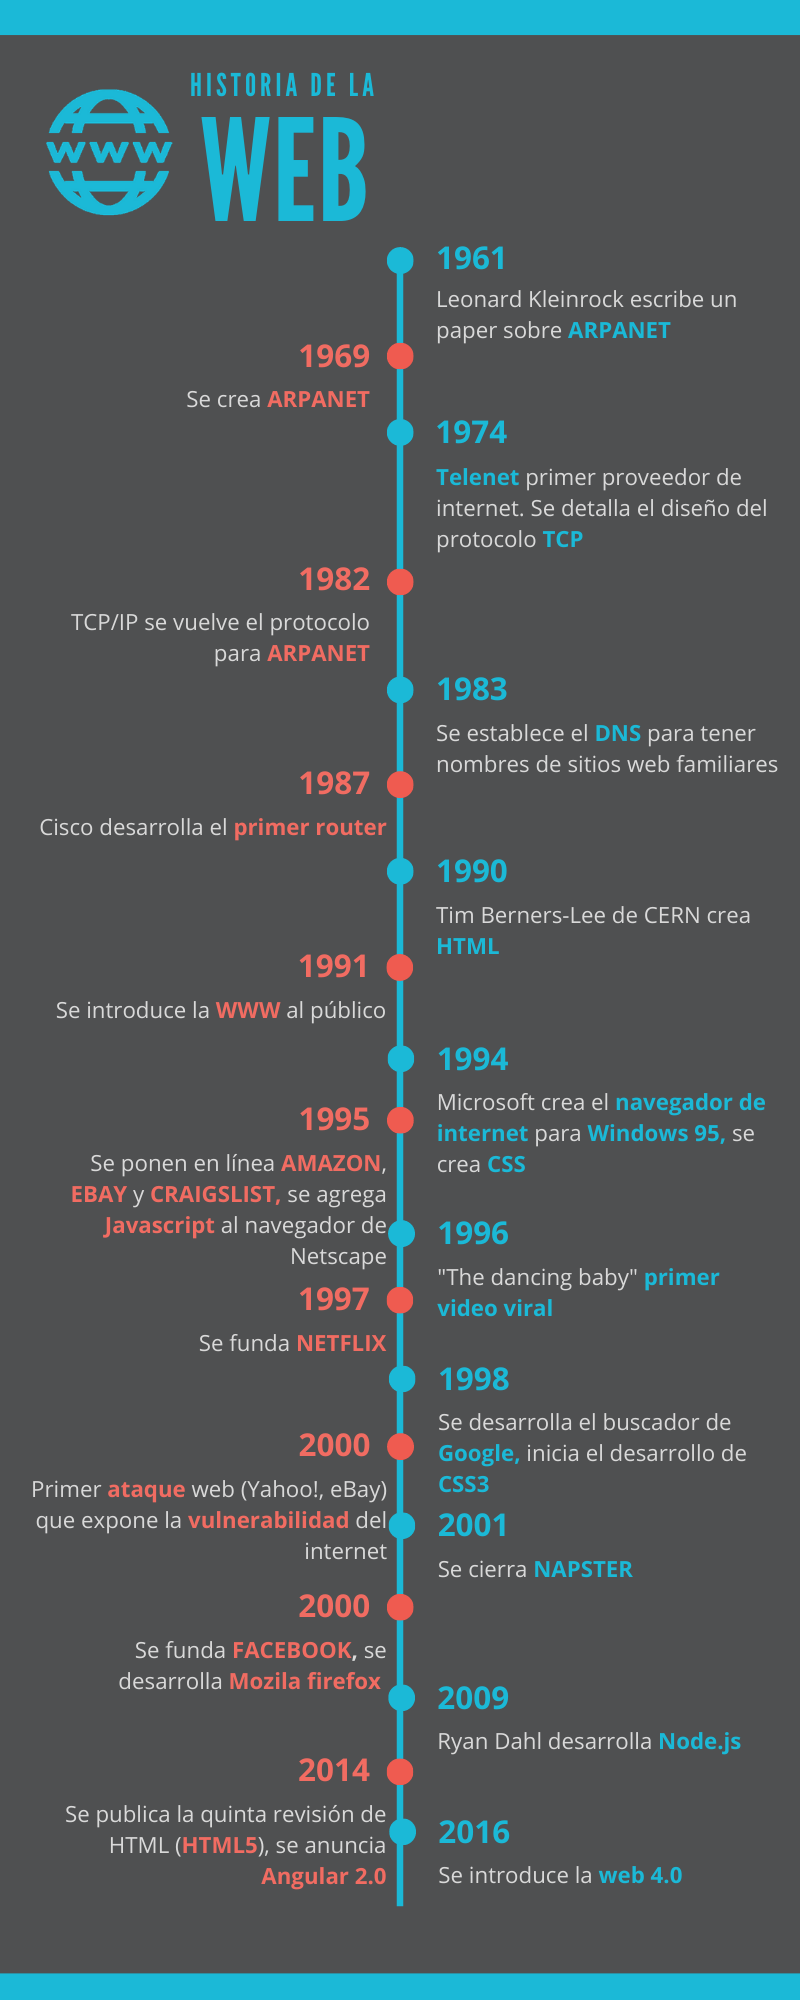 HISTORIA DE LA
WEB
WWW
1961
Leonard Kleinrock escribe un
paper sobre ARPANET
1969
Se crea ARPANET
1974
Telenet primer proveedor de
internet. Se detalla el diseño del
protocolo TCP
1982
TCP/IP se vuelve el protocolo
para ARPANET
1983
Se establece el DNS para tener
nombres de sitios web familiares
1987
Cisco desarrolla el primer router
1990
Tim Berners-Lee de CERN crea
HTML
1991
Se introduce la WWW al público
1994
Microsoft crea el navegador de
internet para Windows 95, se
crea CSS
1995
Se ponen en línea AMAZON,
EBAY y CRAIGSLIST, se agrega
Javascript al navegador de
Netscape
1996
"The dancing baby" primer
video viral
1997
Se funda NETFLIX
1998
Se desarrolla el buscador de
Google, inicia el desarrollo de
CSS3
2000
Primer ataque web (Yahoo!, eBay)
que expone la vulnerabilidad del
internet
2001
Se cierra NAPSTER
2000
Se funda FACEBOOK, se
desarrolla Mozila firefox
2009
Ryan Dahl desarrolla Node.js
2014
Se publica la quinta revisión de
HTML (HTML5), se anuncia
Angular 2.0
2016
Se introduce la web 4.0